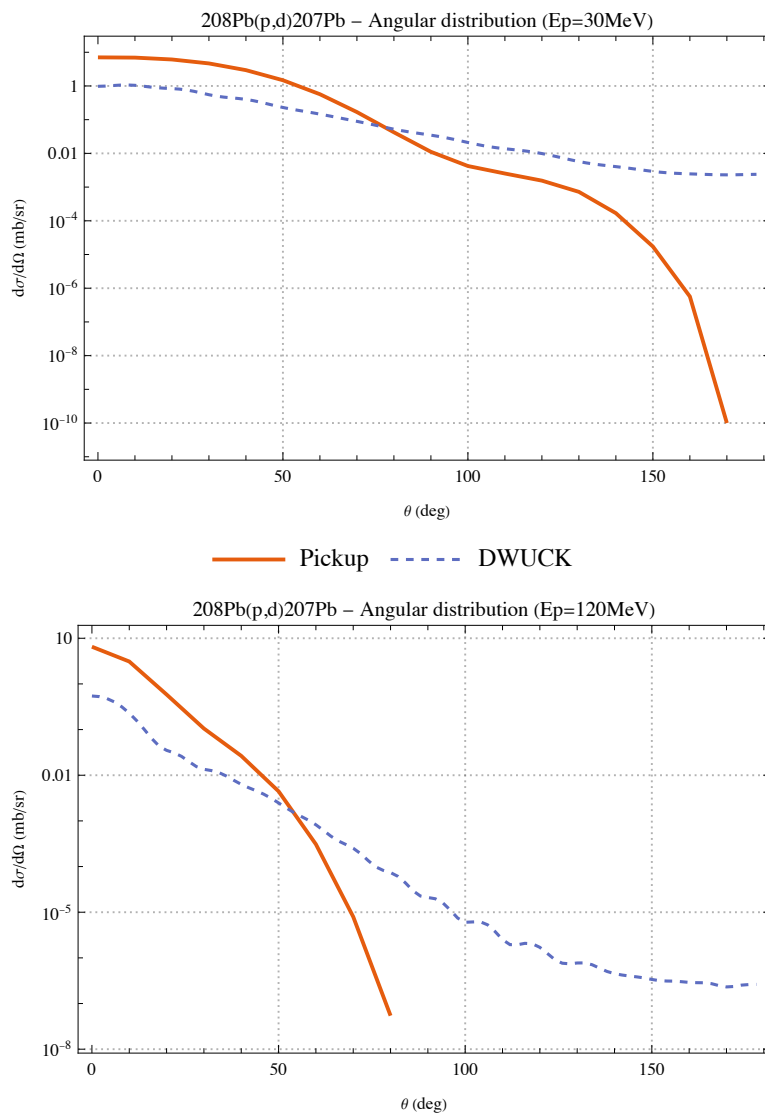 208Pb(p,d)207Pb – Angular distribution (Ep=30MeV)
1
0.01
10⁻⁴
10⁻⁶
10⁻⁸
10⁻¹⁰
dσ/dΩ (mb/sr)
0 50 100 150
θ (deg)
Pickup DWUCK
208Pb(p,d)207Pb – Angular distribution (Ep=120MeV)
10
0.01
10⁻⁵
10⁻⁸
dσ/dΩ (mb/sr)
0 50 100 150
θ (deg)